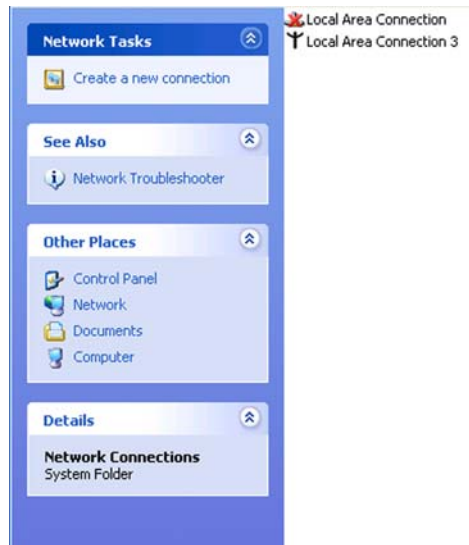 Network Tasks
Create a new connection
See Also
Network Troubleshooter
Other Places
Control Panel
Network
Documents
Computer
Details
Network Connections
System Folder
Local Area Connection
Local Area Connection 3